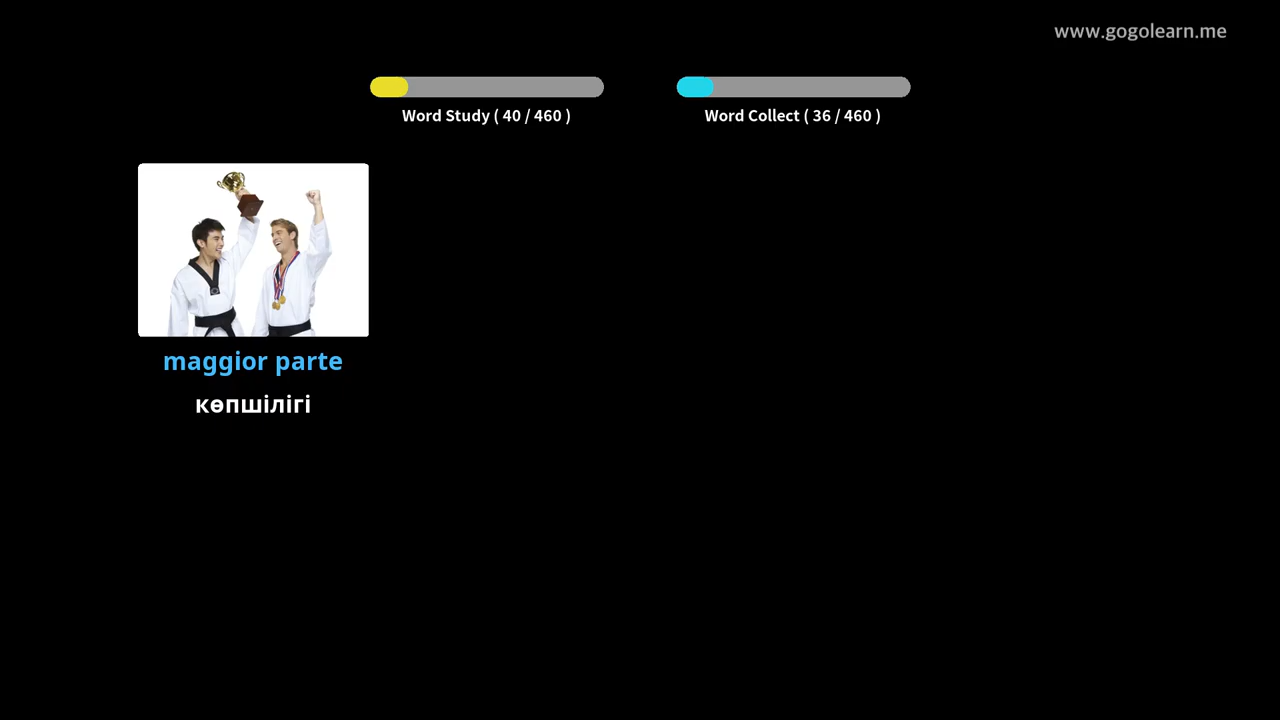 www.gogolearn.me
Word Study ( 40 / 460 )
Word Collect ( 36 / 460 )
maggior parte
көпшілігі